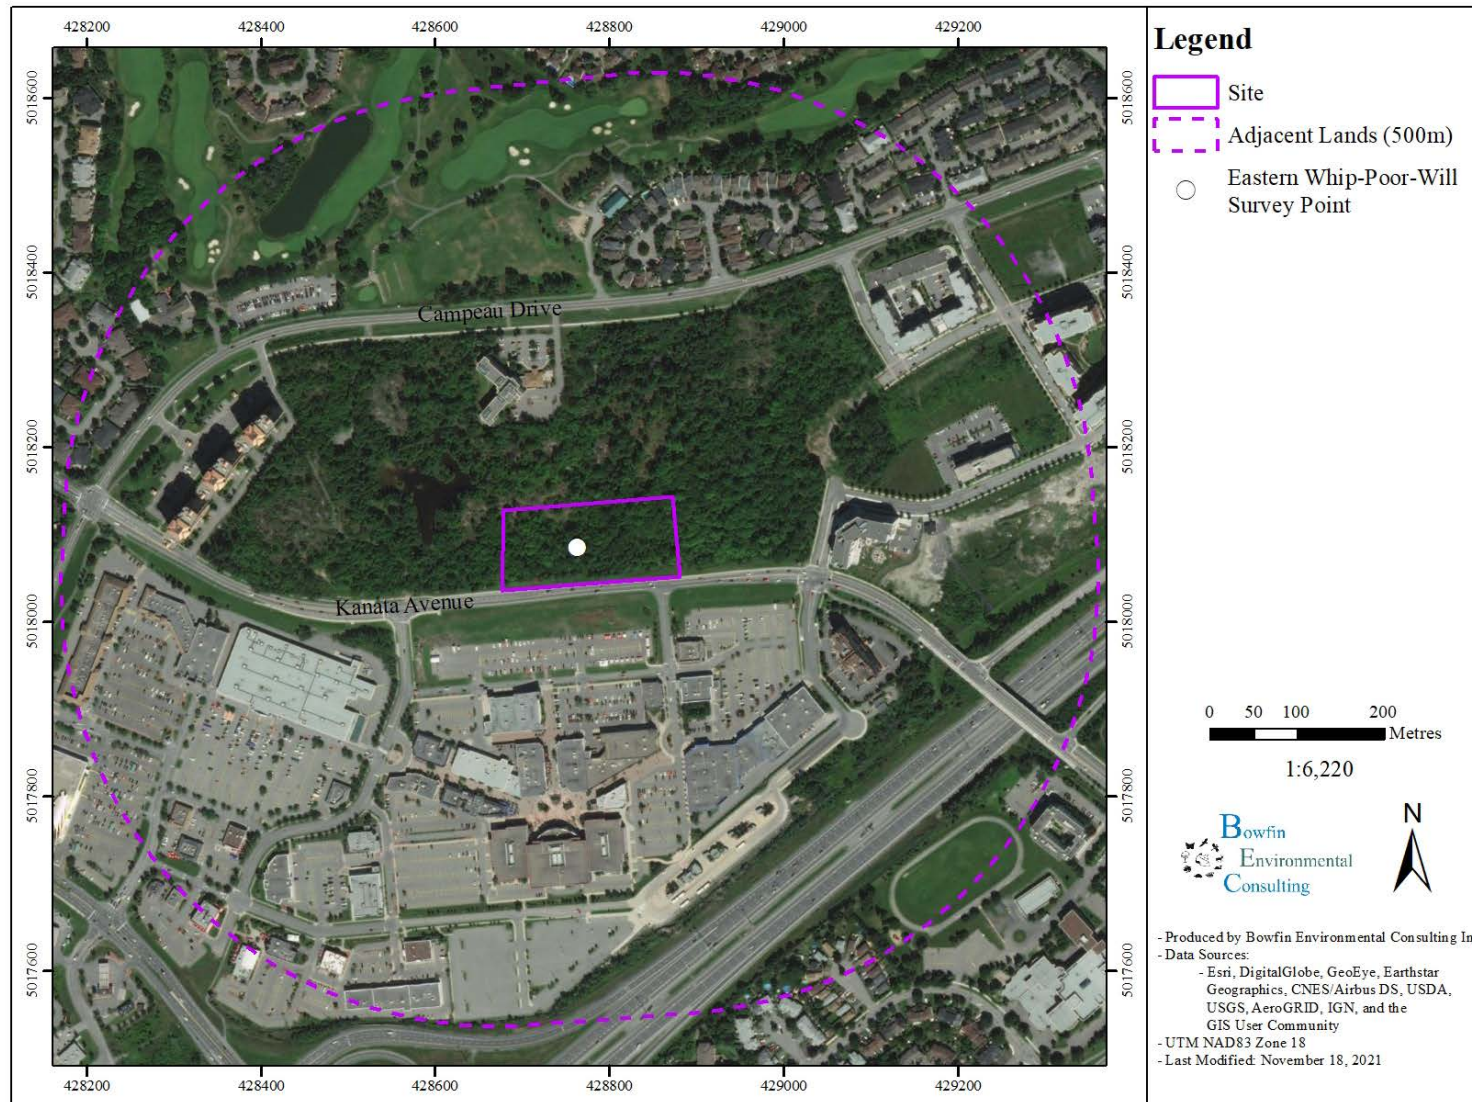 428200 428400 428600 428800 429000 429200
5018600 5018600
5018400 5018400
5018200 5018200
5018000 5018000
5017800 5017800
5017600 5017600
428200 428400 428600 428800 429000 429200
Campeau Drive
Kanata Avenue
Legend
Site
Adjacent Lands (500m)
Eastern Whip-Poor-Will
Survey Point
0 50 100 200
Metres
1:6,220
N
Bowfin
Environmental
Consulting
- Produced by Bowfin Environmental Consulting In
- Data Sources:
- Esri, DigitalGlobe, GeoEye, Earthstar
Geographics, CNES/Airbus DS, USDA,
USGS, AeroGRID, IGN, and the
GIS User Community
- UTM NAD83 Zone 18
- Last Modified: November 18, 2021